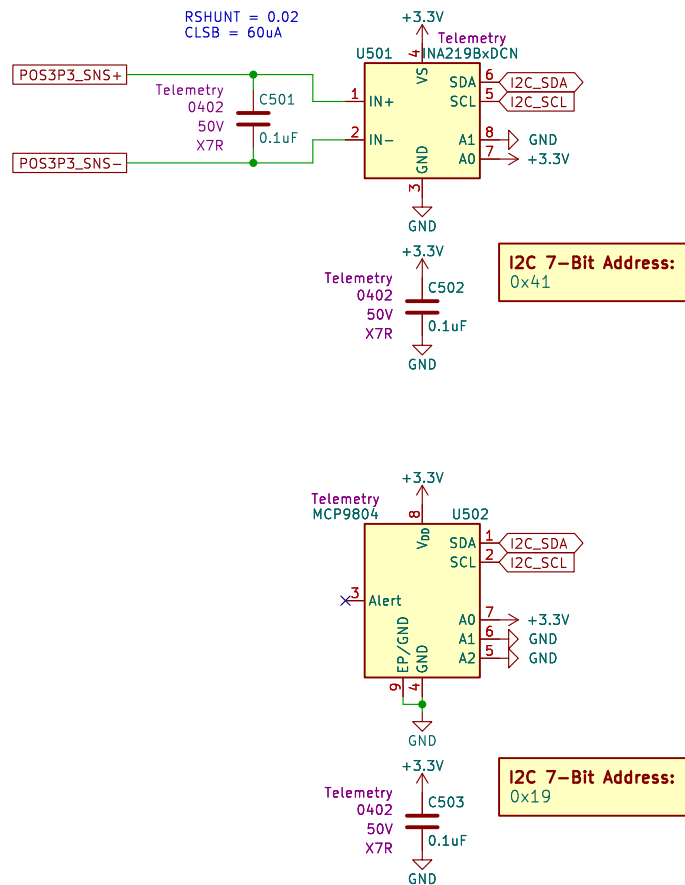 RSHUNT = 0.02
CLSB = 60uA
+3.3V
Telemetry
U501
INA219BxDCN
4
VS
POS3P3_SNS+
Telemetry
0402
50V
X7R
C501
0.1uF
POS3P3_SNS-
1
IN+
2
IN-
SDA
6
I2C_SDA
SCL
5
I2C_SCL
A1
8
GND
A0
7
+3.3V
GND
3
GND
+3.3V
Telemetry
0402
50V
X7R
C502
0.1uF
GND
I2C 7-Bit Address:
0x41
+3.3V
Telemetry
MCP9804
U502
8
VDD
SDA
1
I2C_SDA
SCL
2
I2C_SCL
3
Alert
A0
7
+3.3V
A1
6
GND
A2
5
GND
EP/GND
GND
9
4
GND
+3.3V
Telemetry
0402
50V
X7R
C503
0.1uF
GND
I2C 7-Bit Address:
0x19